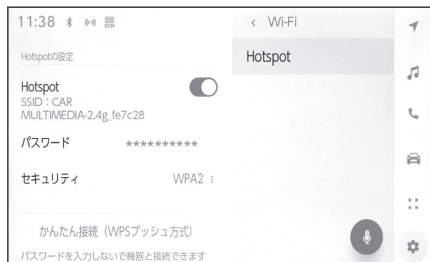 11:38
DCM
Hotspotの設定
Hotspot
SSID：CAR
MULTIMEDIA-2.4g_fe7c28
パスワード **********
セキュリティ WPA2
かんたん接続（WPSプッシュ方式）
パスワードを入力しないで機器と接続できます
< Wi-Fi
Hotspot